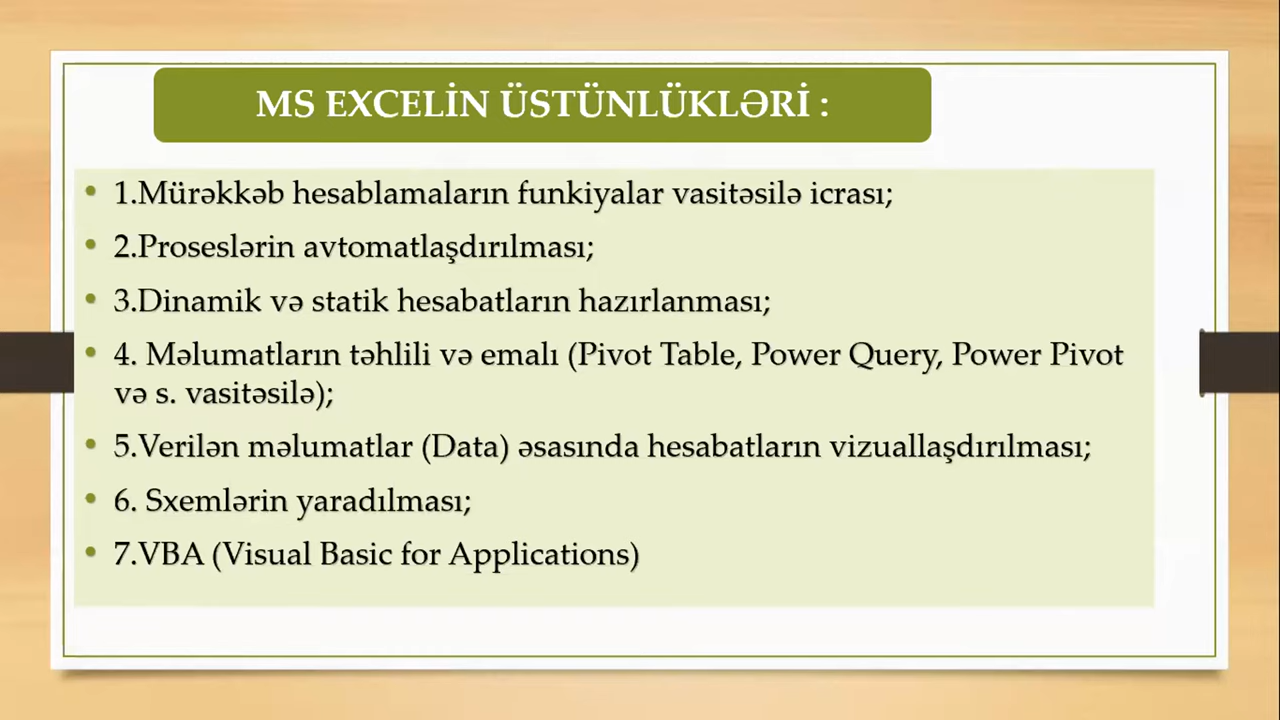 MS EXCELİN ÜSTÜNLÜKLƏRİ :
• 1.Mürəkkəb hesablamaların funkiyalar vasitəsilə icrası;
• 2.Proseslərin avtomatlaşdırılması;
• 3.Dinamik və statik hesabatların hazırlanması;
• 4. Məlumatların təhlili və emalı (Pivot Table, Power Query, Power Pivot
və s. vasitəsilə);
• 5.Verilən məlumatlar (Data) əsasında hesabatların vizuallaşdırılması;
• 6. Sxemlərin yaradılması;
• 7.VBA (Visual Basic for Applications)